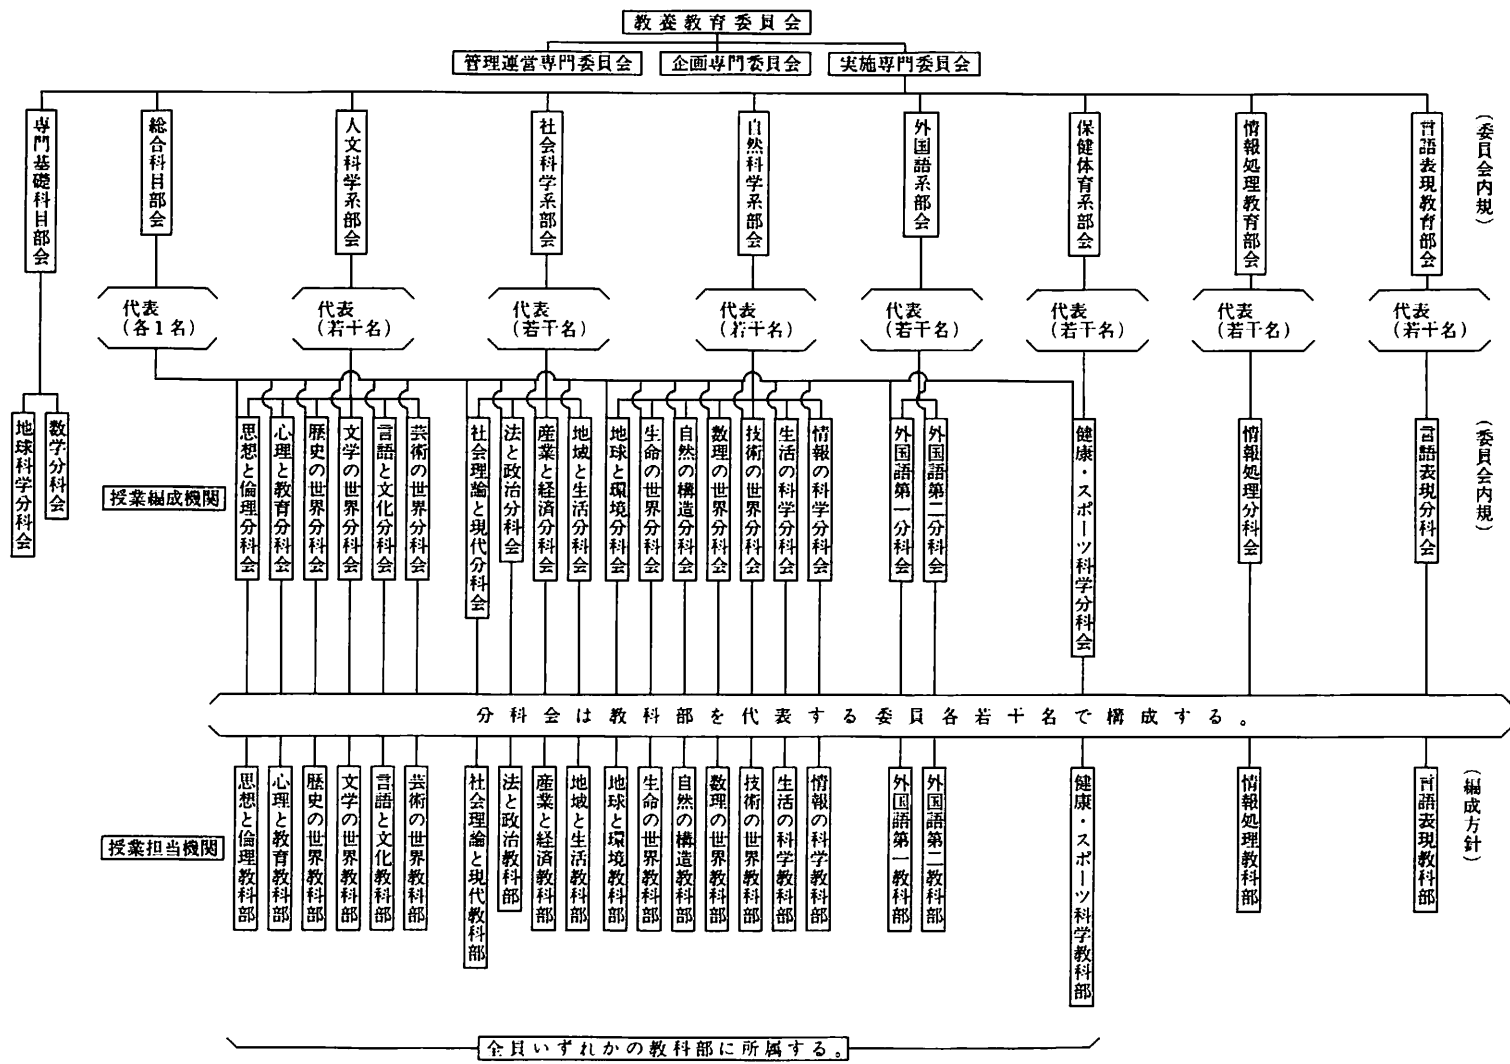 教養教育委員会
管理運営専門委員会
企画専門委員会
実施専門委員会
専門基礎科目部会
総合科目部会
人文科学系部会
社会科学系部会
自然科学系部会
外国語系部会
保健体育系部会
情報処理教育部会
言語表現教育部会
(委員会内規)
代表
(各1名)
代表
(若干名)
代表
(若干名)
代表
(若干名)
代表
(若干名)
代表
(若干名)
代表
(若干名)
代表
(若干名)
地球科学分科会
数学分科会
授業編成機関
思想と倫理分科会
心理と教育分科会
歴史の世界分科会
文学の世界分科会
言語と文化分科会
芸術の世界分科会
社会理論と現代分科会
法と政治分科会
産業と経済分科会
地域と生活分科会
地球と環境分科会
生命の世界分科会
自然の構造分科会
数理の世界分科会
技術の世界分科会
生活の科学分科会
情報の科学分科会
外国語第一分科会
外国語第二分科会
健康・スポーツ科学分科会
情報処理分科会
言語表現分科会
(委員会内規)
分科会は教科部を代表する委員各若干名で構成する。
授業担当機関
思想と倫理教科部
心理と教育教科部
歴史の世界教科部
文学の世界教科部
言語と文化教科部
芸術の世界教科部
社会理論と現代教科部
法と政治教科部
産業と経済教科部
地域と生活教科部
地球と環境教科部
生命の世界教科部
自然の構造教科部
数理の世界教科部
技術の世界教科部
生活の科学教科部
情報の科学教科部
外国語第一教科部
外国語第二教科部
健康・スポーツ科学教科部
情報処理教科部
言語表現教科部
(編成方針)
全員いずれかの教科部に所属する。